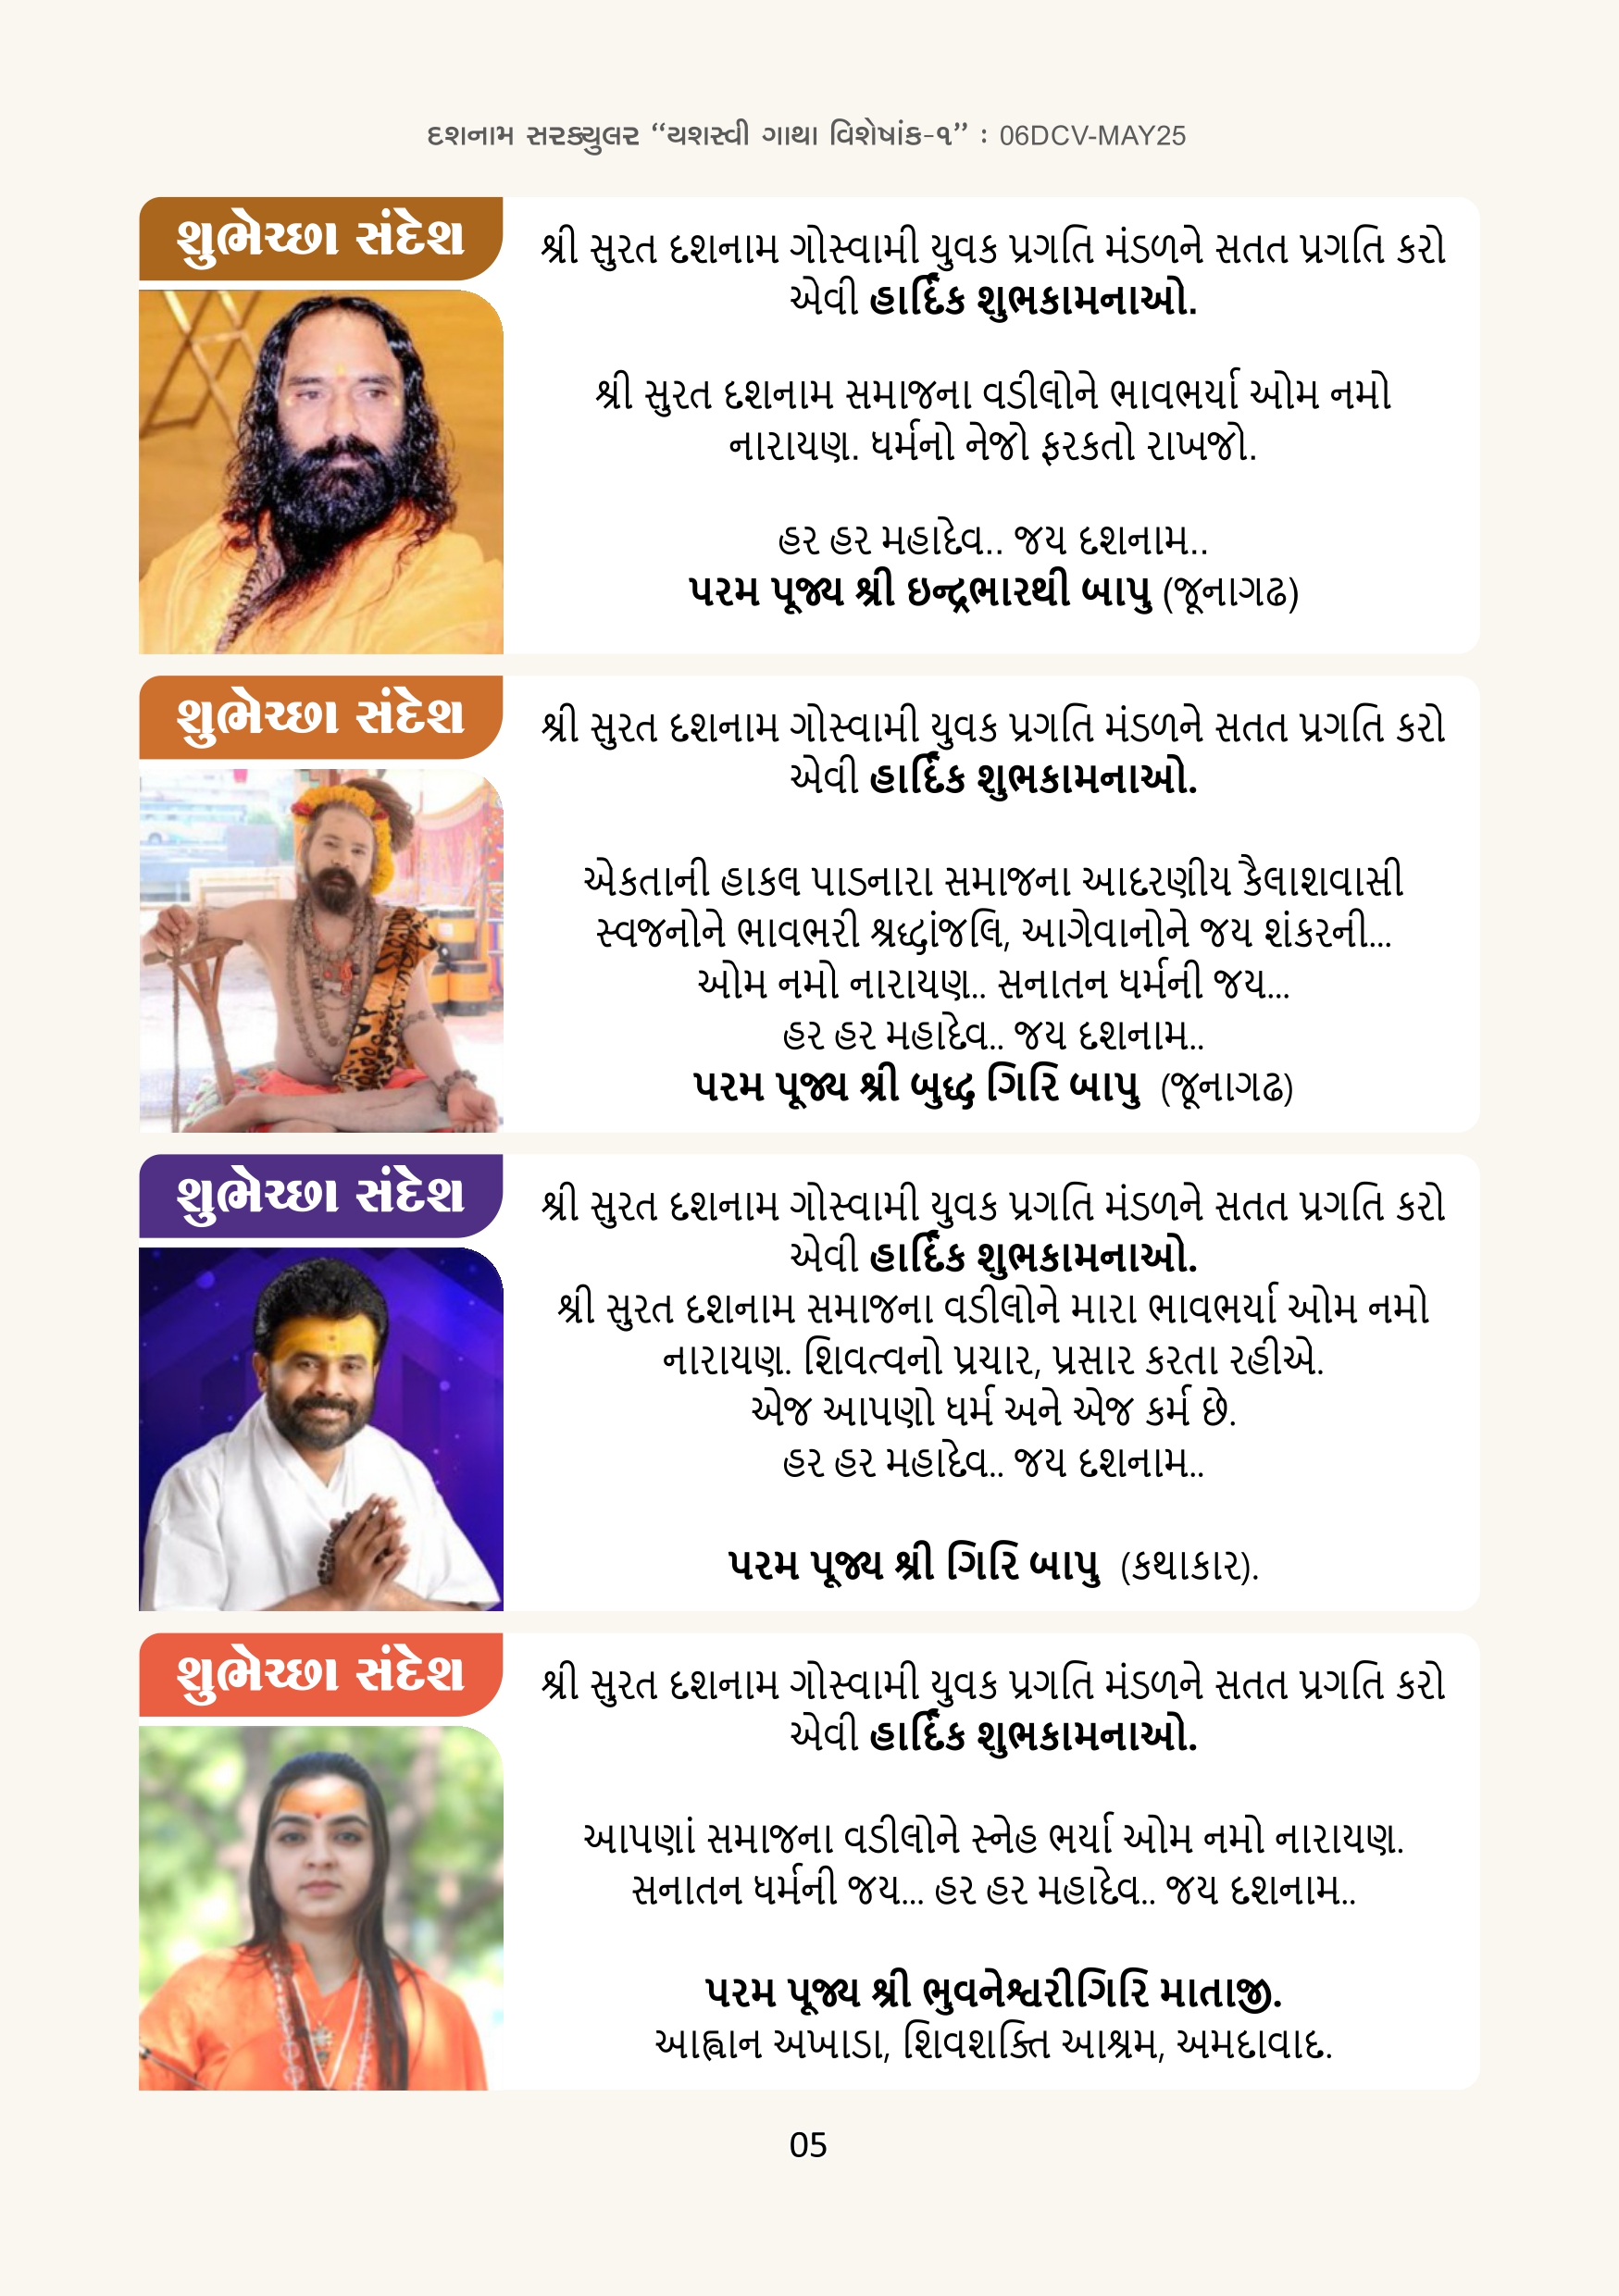 દશનામ સરક્યુલર “યશસ્વી ગાથા વિશેષાંક-૧” : 06DCV-MAY25
શુભેચ્છા સંદેશ
શ્રી સુરત દશનામ ગોસ્વામી યુવક પ્રગતિ મંડળને સતત પ્રગતિ કરો
એવી હાર્દિક શુભકામનાઓ.
શ્રી સુરત દશનામ સમાજના વડીલોને ભાવભર્યા ઓમ નમો
નારાયણ. ધર્મનો નેજો ફરકતો રાખજો.
હર હર મહાદેવ.. જય દશનામ..
પરમ પૂજ્ય શ્રી ઇન્દ્રભારથી બાપુ (જૂનાગઢ)
શુભેચ્છા સંદેશ
શ્રી સુરત દશનામ ગોસ્વામી યુવક પ્રગતિ મંડળને સતત પ્રગતિ કરો
એવી હાર્દિક શુભકામનાઓ.
એકતાની હાકલ પાડનારા સમાજના આદરણીય કૈલાશવાસી
સ્વજનોને ભાવભરી શ્રદ્ધાંજલિ, આગેવાનોને જય શંકરની...
ઓમ નમો નારાયણ.. સનાતન ધર્મની જય...
હર હર મહાદેવ.. જય દશનામ..
પરમ પૂજ્ય શ્રી બુદ્ધ ગિરિ બાપુ (જૂનાગઢ)
શુભેચ્છા સંદેશ
શ્રી સુરત દશનામ ગોસ્વામી યુવક પ્રગતિ મંડળને સતત પ્રગતિ કરો
એવી હાર્દિક શુભકામનાઓ.
શ્રી સુરત દશનામ સમાજના વડીલોને મારા ભાવભર્યા ઓમ નમો
નારાયણ. શિવત્વનો પ્રચાર, પ્રસાર કરતા રહીએ.
એજ આપણો ધર્મ અને એજ કર્મ છે.
હર હર મહાદેવ.. જય દશનામ..
પરમ પૂજ્ય શ્રી ગિરિ બાપુ (કથાકાર).
શુભેચ્છા સંદેશ
શ્રી સુરત દશનામ ગોસ્વામી યુવક પ્રગતિ મંડળને સતત પ્રગતિ કરો
એવી હાર્દિક શુભકામનાઓ.
આપણાં સમાજના વડીલોને સ્નેહ ભર્યા ઓમ નમો નારાયણ.
સનાતન ધર્મની જય... હર હર મહાદેવ.. જય દશનામ..
પરમ પૂજ્ય શ્રી ભુવનેશ્વરીગિરિ માતાજી.
આહ્વાન અખાડા, શિવશક્તિ આશ્રમ, અમદાવાદ.
05